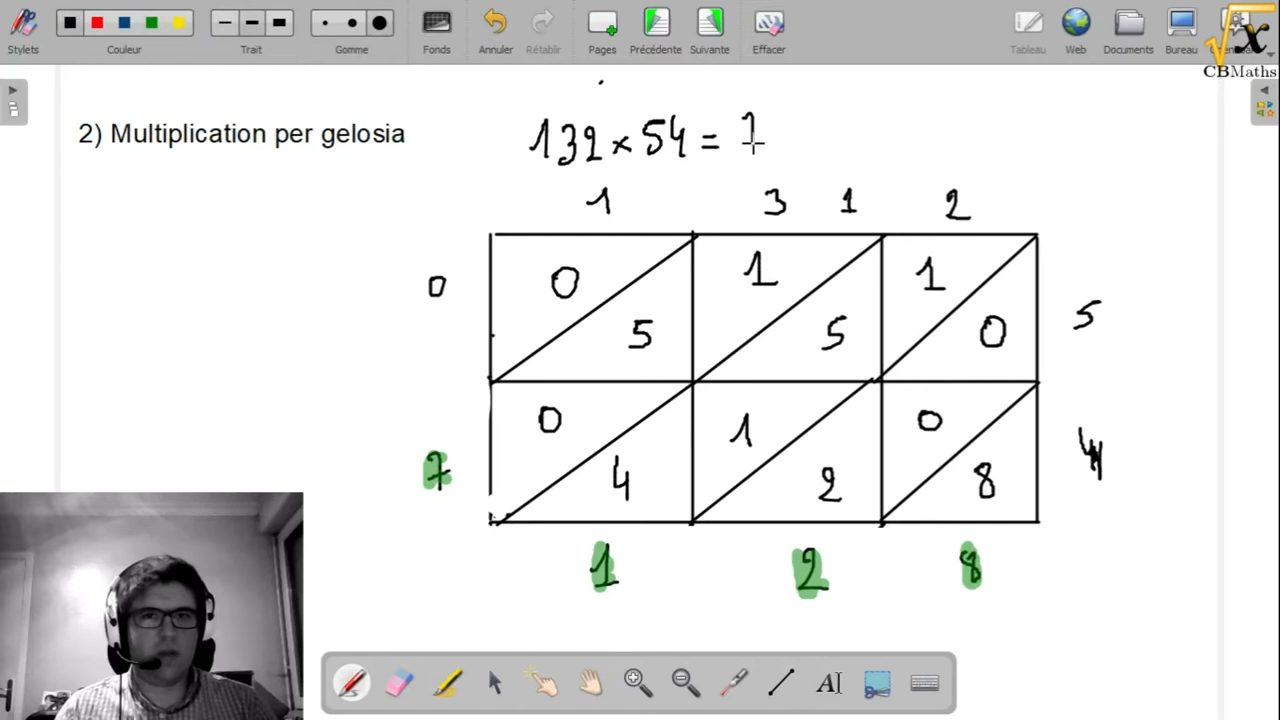 Stylets Couleur Trait Gomme Fonds Annuler Rétablir Pages Précédente Suivante Effacer Tableau Web Documents Bureau
CBMaths
2) Multiplication per gelosia
132 × 54 = ?
1 3 1 2
0 0 1 1 5
5 5 0
0 1 0 4
7 4 2 8
1 2 8